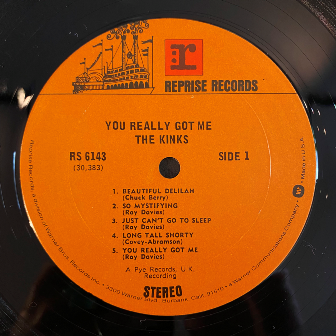 r
REPRISE RECORDS
YOU REALLY GOT ME
THE KINKS
RS 6143
(30,383)
SIDE 1
1. BEAUTIFUL DELILAH
(Chuck Berry)
2. SO MYSTIFYING
(Ray Davies)
3. JUST CAN'T GO TO SLEEP
(Ray Davies)
4. LONG TALL SHORTY
(Covay-Abramson)
5. YOU REALLY GOT ME
(Ray Davies)
A Pye Records, U.K.
Recording
STEREO
Made in U.S.A.